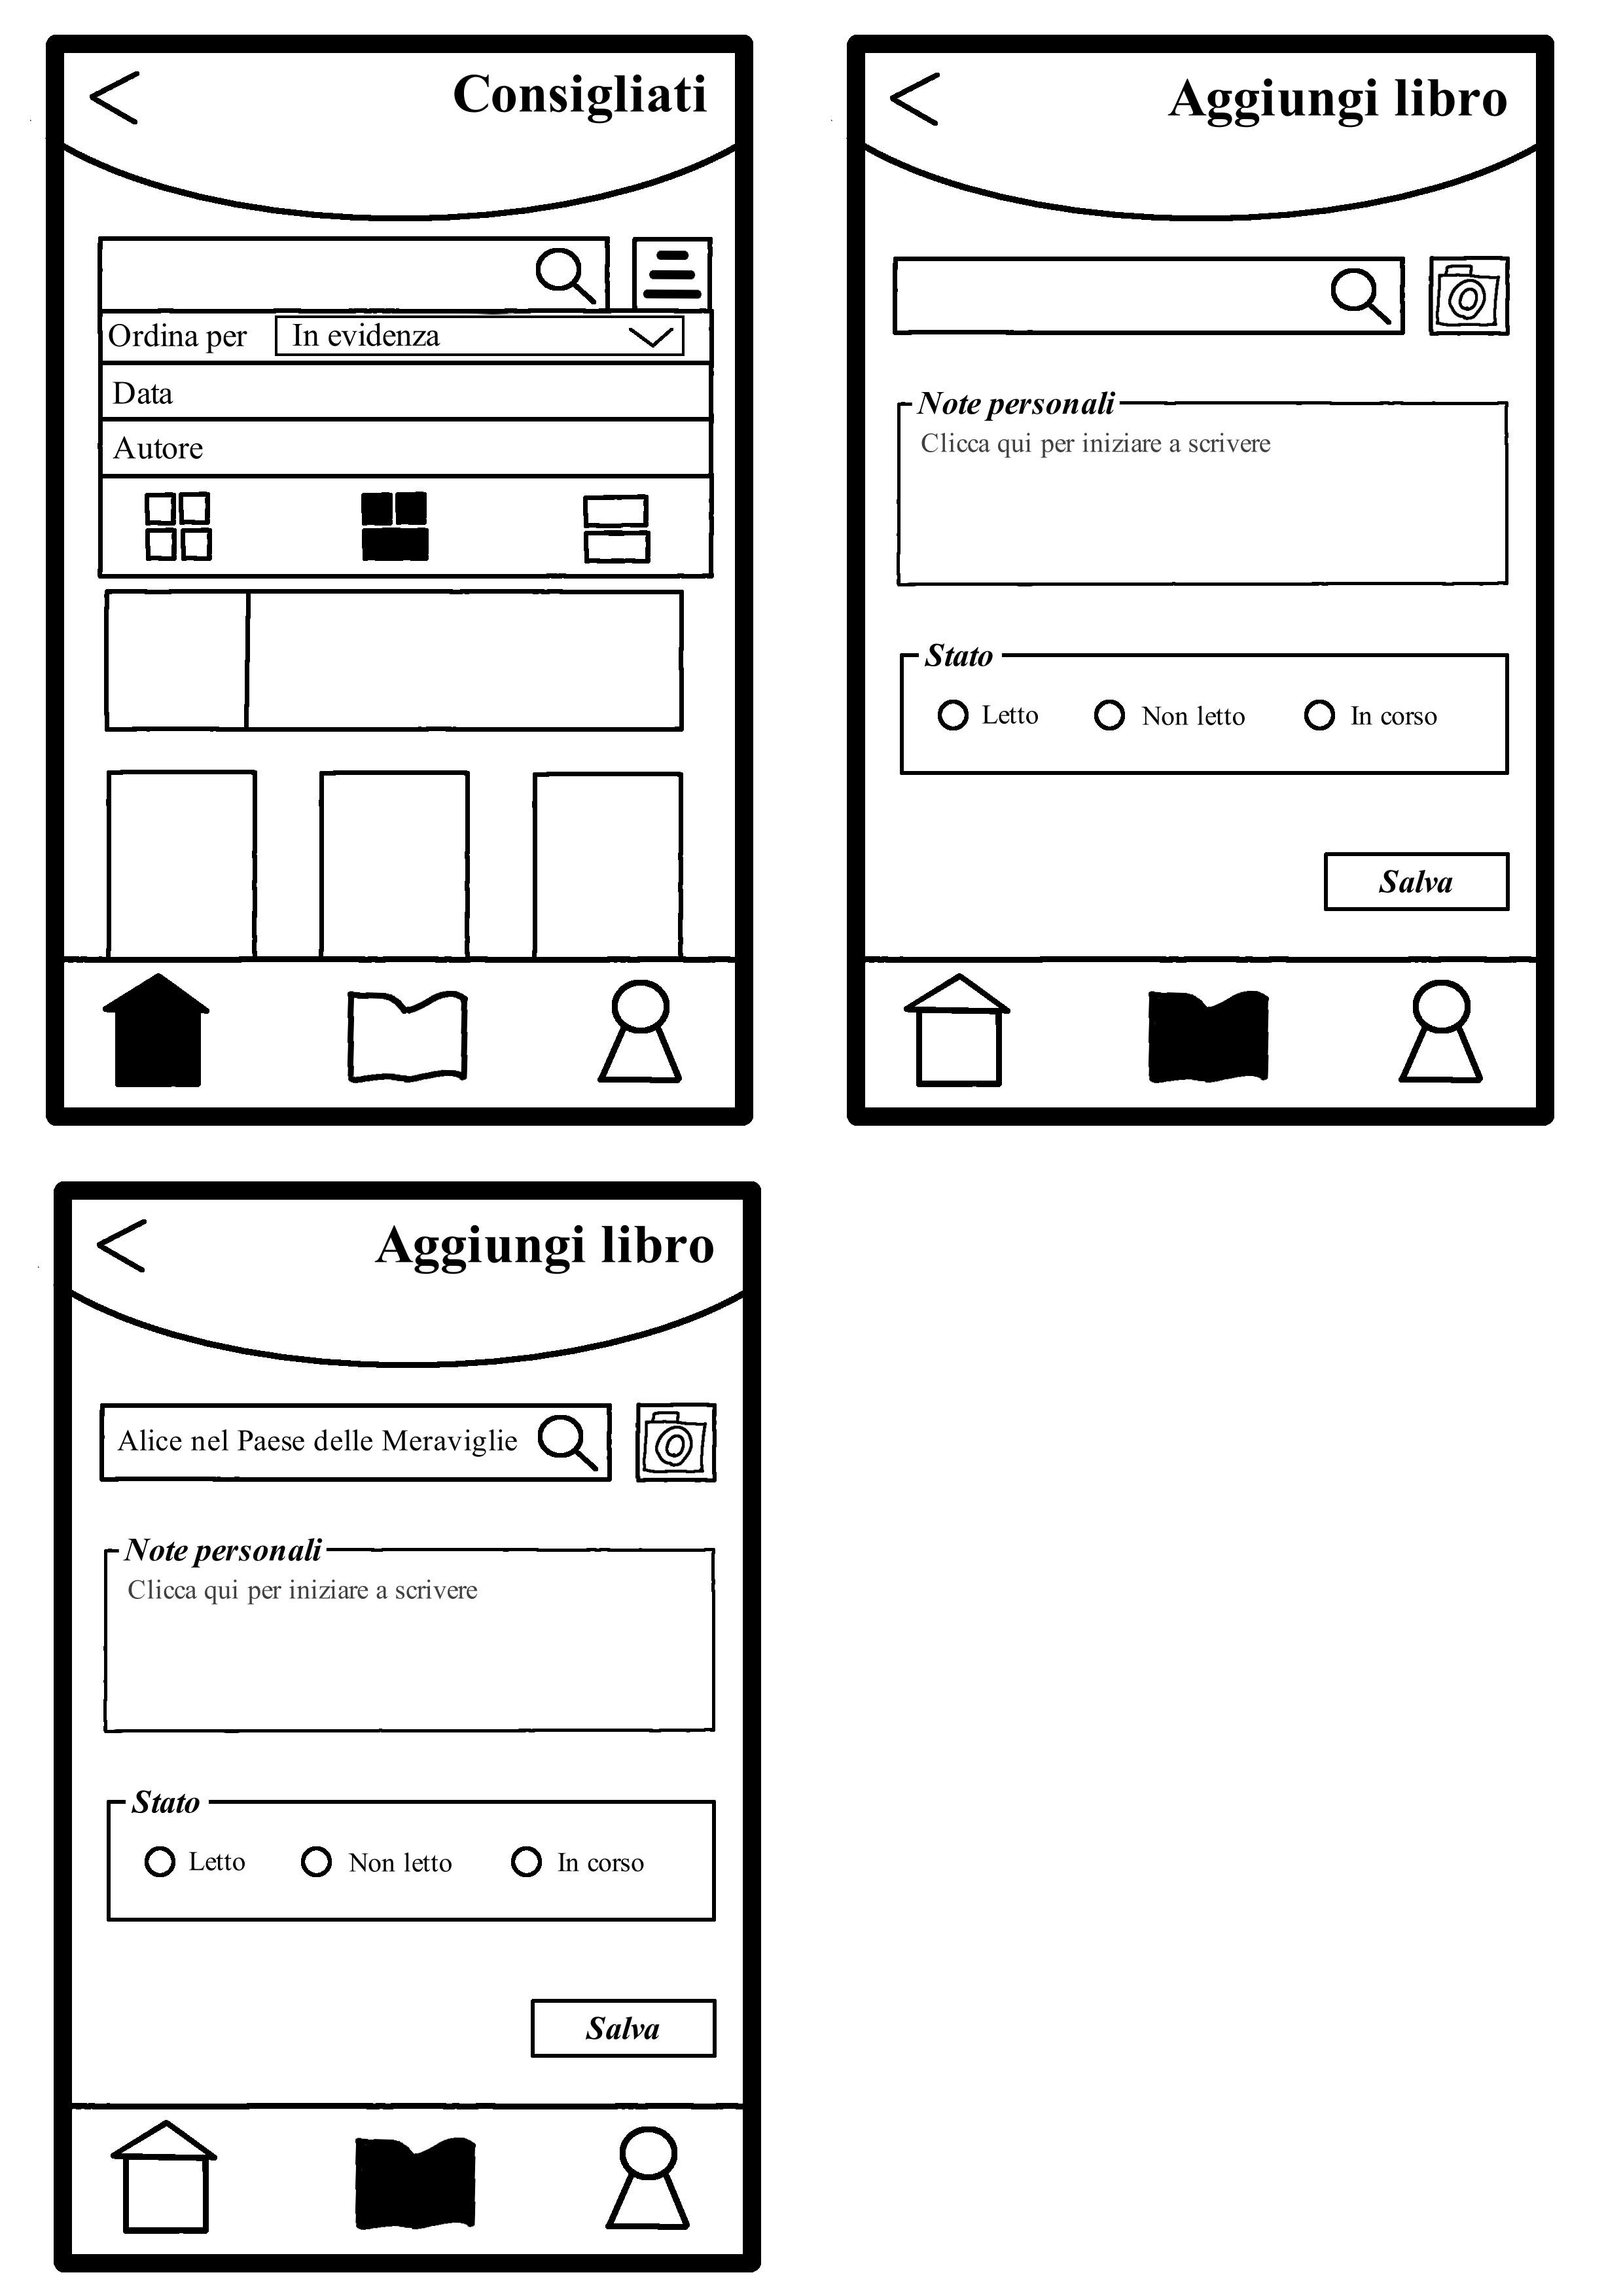 Consigliati
Ordina per
In evidenza
Data
Autore
Aggiungi libro
Note personali
Clicca qui per iniziare a scrivere
Stato
Letto
Non letto
In corso
Salva
Aggiungi libro
Alice nel Paese delle Meraviglie
Note personali
Clicca qui per iniziare a scrivere
Stato
Letto
Non letto
In corso
Salva